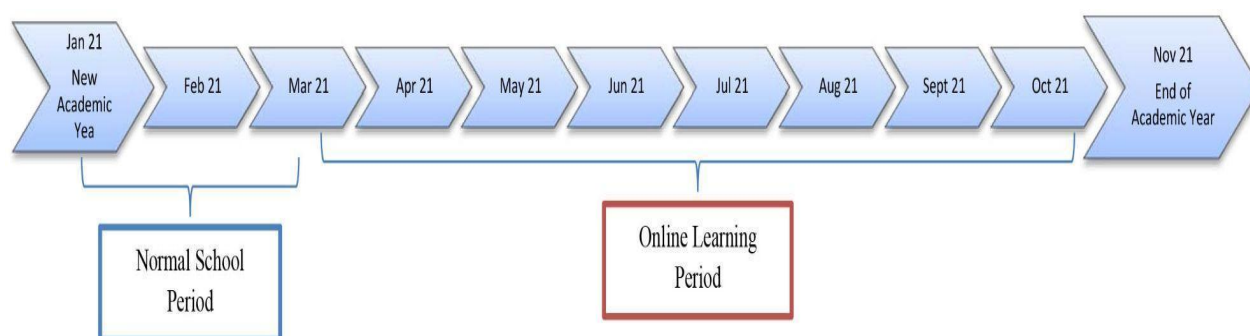 Jan 21
New
Academic
Yea
Feb 21
Mar 21
Apr 21
May 21
Jun 21
Jul 21
Aug 21
Sept 21
Oct 21
Nov 21
End of
Academic Year
Normal School
Period
Online Learning
Period